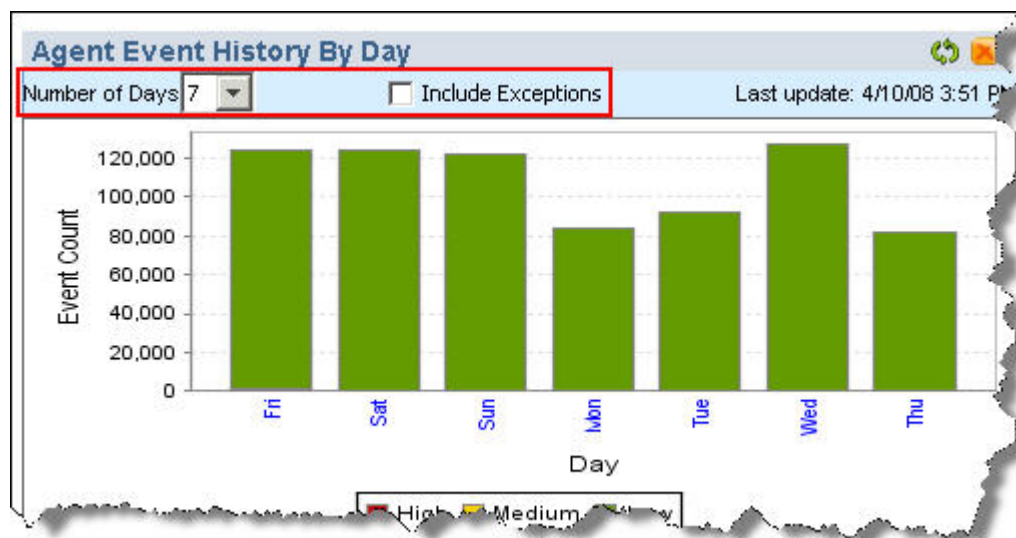 Agent Event History By Day
Number of Days 7 Include Exceptions Last update: 4/10/08 3:51
120,000
100,000
80,000
60,000
40,000
20,000
0
Event Count
Fri Sat Sun Mon Tue Wed Thu
Day
High Medium